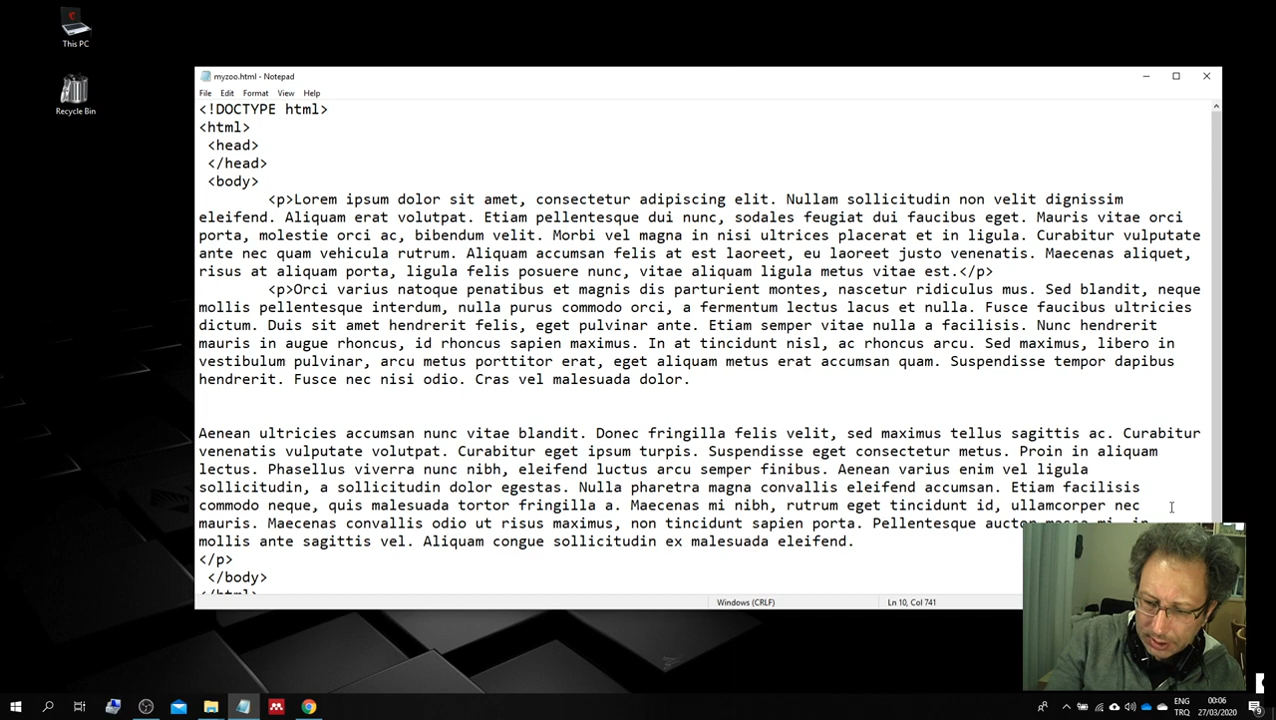 This PC
Recycle Bin
myzoo.html - Notepad
File Edit Format View Help
<!DOCTYPE html>
<html>
<head>
</head>
<body>
<p>Lorem ipsum dolor sit amet, consectetur adipiscing elit. Nullam sollicitudin non velit dignissim
eleifend. Aliquam erat volutpat. Etiam pellentesque dui nunc, sodales feugiat dui faucibus eget. Mauris vitae orci
porta, molestie orci ac, bibendum velit. Morbi vel magna in nisi ultrices placerat et in ligula. Curabitur vulputate
ante nec quam vehicula rutrum. Aliquam accumsan felis at est laoreet, eu laoreet justo venenatis. Maecenas aliquet,
risus at aliquam porta, ligula felis posuere nunc, vitae aliquam ligula metus vitae est.</p>
<p>Orci varius natoque penatibus et magnis dis parturient montes, nascetur ridiculus mus. Sed blandit, neque
mollis pellentesque interdum, nulla purus commodo orci, a fermentum lectus lacus et nulla. Fusce faucibus ultricies
dictum. Duis sit amet hendrerit felis, eget pulvinar ante. Etiam semper vitae nulla a facilisis. Nunc hendrerit
mauris in augue rhoncus, id rhoncus sapien maximus. In at tincidunt nisl, ac rhoncus arcu. Sed maximus, libero in
vestibulum pulvinar, arcu metus porttitor erat, eget aliquam metus erat accumsan quam. Suspendisse tempor dapibus
hendrerit. Fusce nec nisi odio. Cras vel malesuada dolor.
Aenean ultricies accumsan nunc vitae blandit. Donec fringilla felis velit, sed maximus tellus sagittis ac. Curabitur
venenatis vulputate volutpat. Curabitur eget ipsum turpis. Suspendisse eget consectetur metus. Proin in aliquam
lectus. Phasellus viverra nunc nibh, eleifend luctus arcu semper finibus. Aenean varius enim vel ligula
sollicitudin, a sollicitudin dolor egestas. Nulla pharetra magna convallis eleifend accumsan. Etiam facilisis
commodo neque, quis malesuada tortor fringilla a. Maecenas mi nibh, rutrum eget tincidunt id, ullamcorper nec
mauris. Maecenas convallis odio ut risus maximus, non tincidunt sapien porta. Pellentesque auctor massa mi, in
mollis ante sagittis vel. Aliquam congue sollicitudin ex malesuada eleifend.
</p>
</body>
</html>
Windows (CRLF) Ln 10, Col 741
ENG 00:06
TRQ 27/03/2020